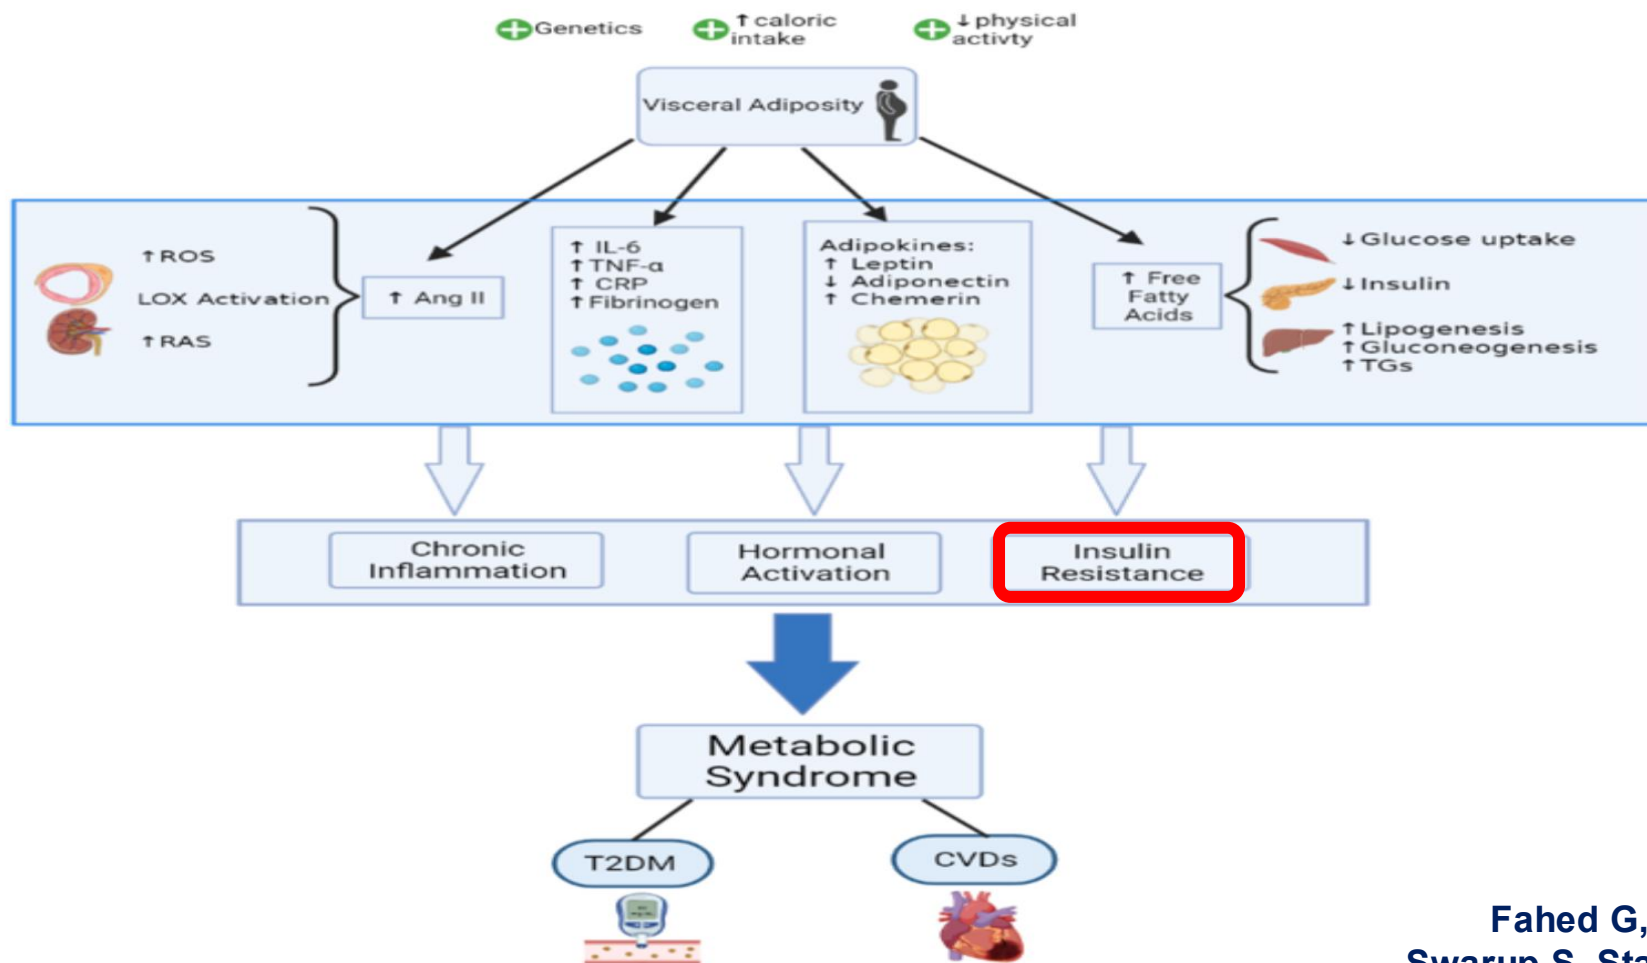 Genetics
↑ caloric
intake
↓ physical
activty
Visceral Adiposity
↑ROS
LOX Activation
↑RAS
↑ Ang II
↑ IL-6
↑TNF-α
↑ CRP
↑Fibrinogen
Adipokines:
↑ Leptin
↓ Adiponectin
↑ Chemerin
↑ Free
Fatty
Acids
↓Glucose uptake
↓Insulin
↑Lipogenesis
↑Gluconeogenesis
↑TGs
Chronic
Inflammation
Hormonal
Activation
Insulin
Resistance
Metabolic
Syndrome
T2DM
CVDs
Fahed G,
Swarup S, Sta